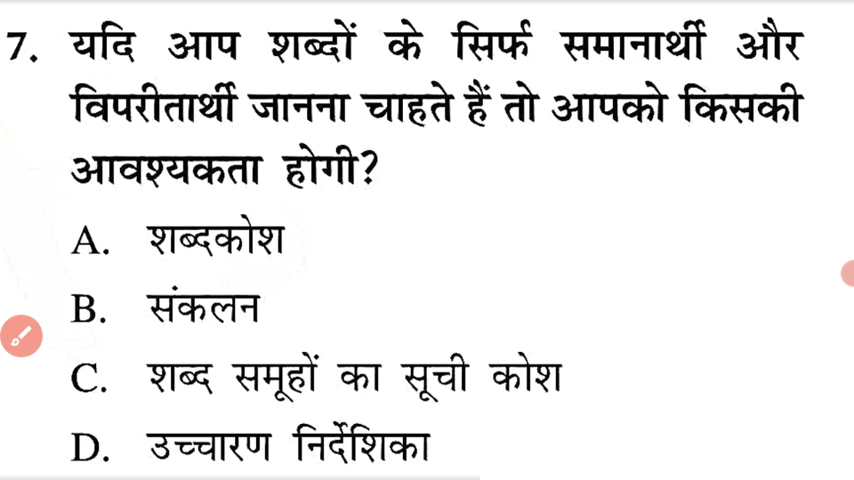 7. यदि आप शब्दों के सिर्फ समानार्थी और
विपरीतार्थी जानना चाहते हैं तो आपको किसकी
आवश्यकता होगी?
A. शब्दकोश
B. संकलन
C. शब्द समूहों का सूची कोश
D. उच्चारण निर्देशिका